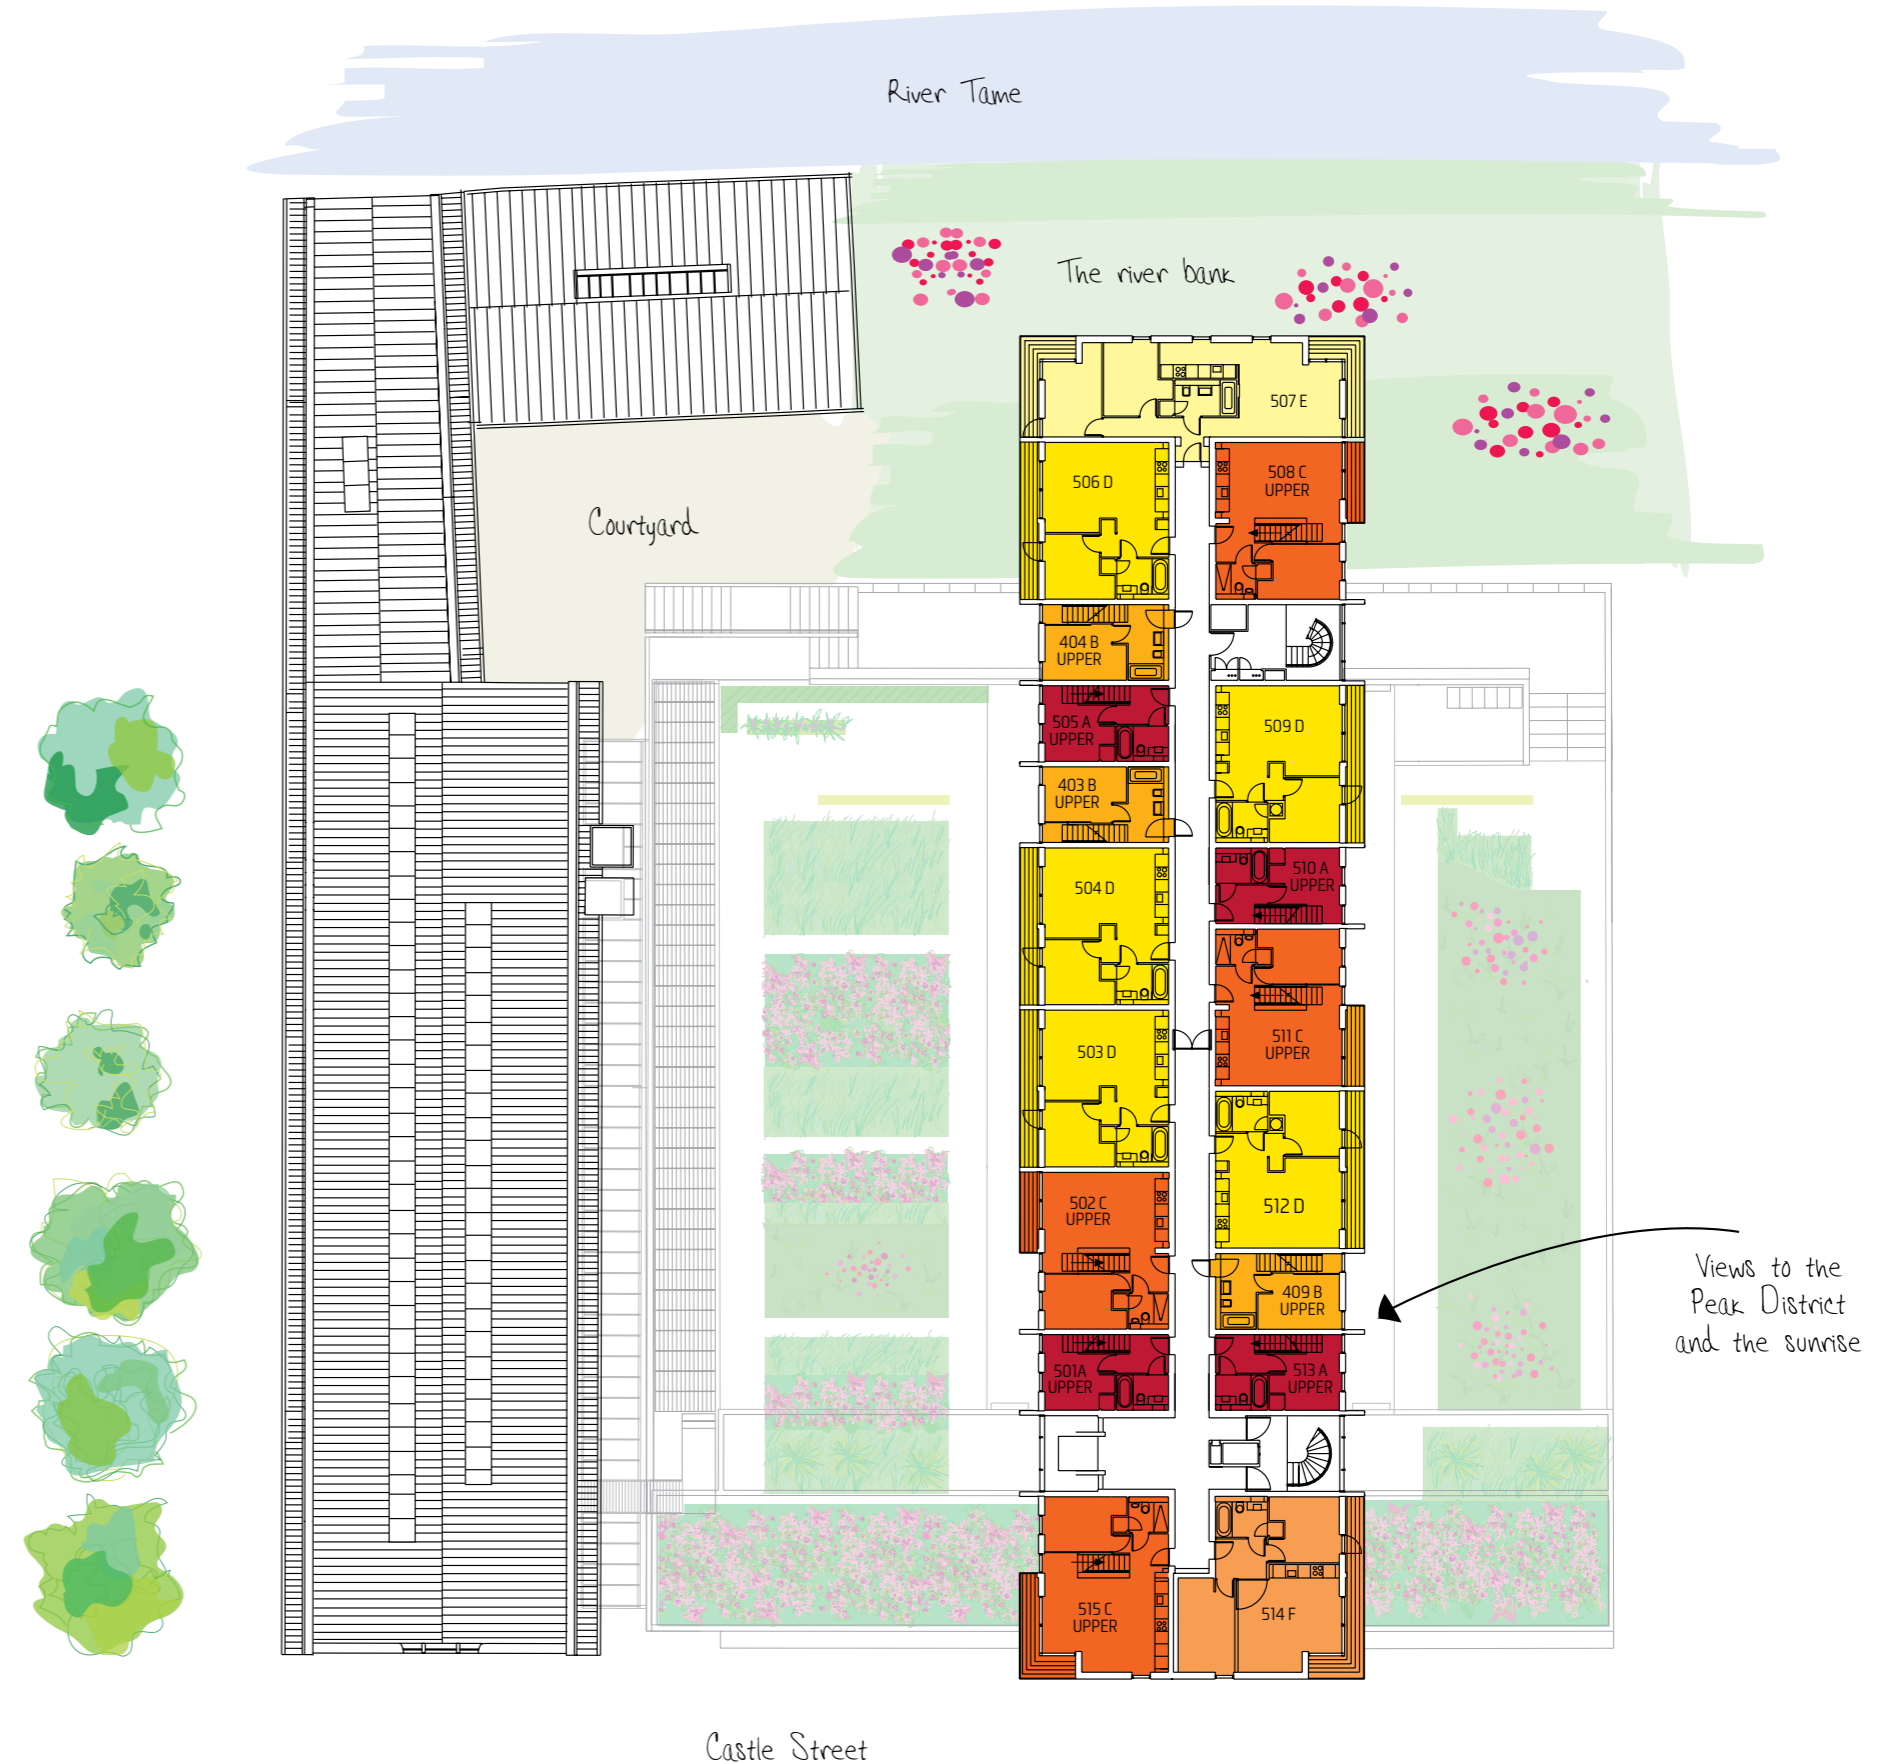 River Tame
The river bank
507 E
506 D
508 C
UPPER
Courtyard
404 B
UPPER
505 A
UPPER
509 D
403 B
UPPER
504 D
510 A
UPPER
503 D
511 C
UPPER
502 C
UPPER
512 D
409 B
UPPER
Views to the
Peak District
and the sunrise
501A
UPPER
513 A
UPPER
515 C
UPPER
514 F
Castle Street